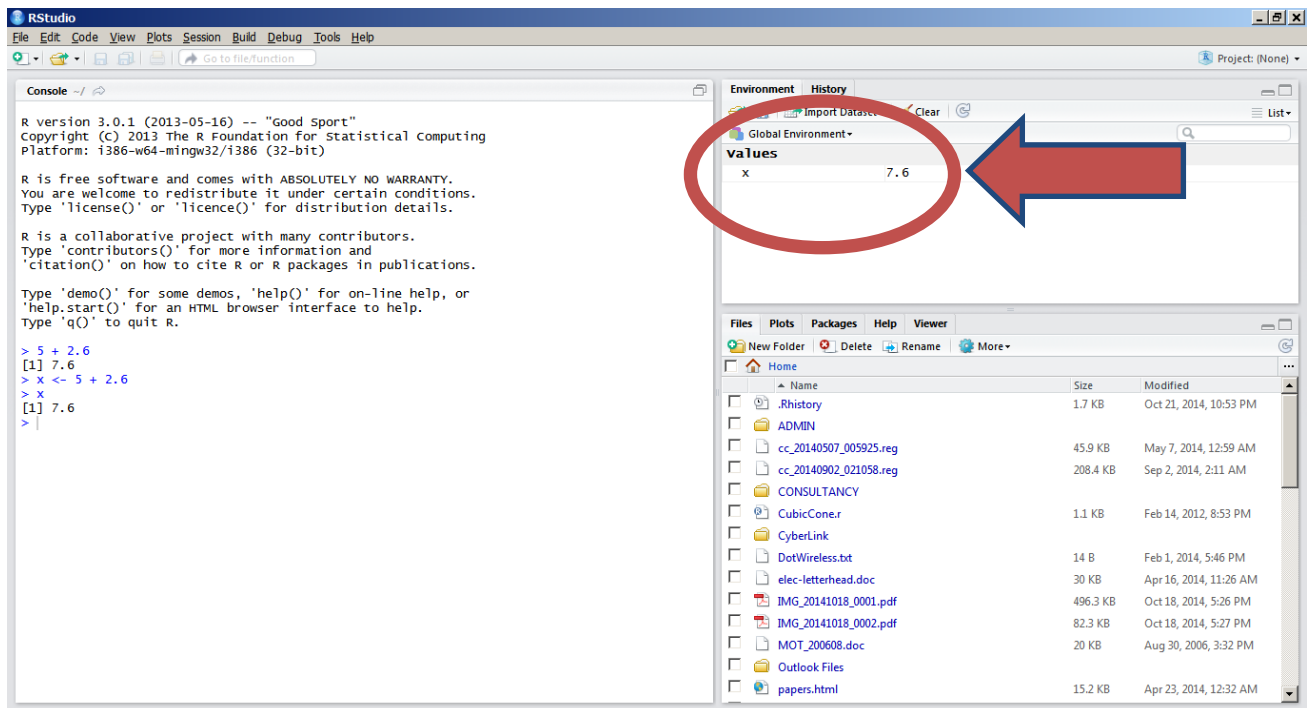 RStudio
File Edit Code View Plots Session Build Debug Tools Help
Go to file/function
Project: (None)
Console ~/
R version 3.0.1 (2013-05-16) -- "Good Sport"
Copyright (C) 2013 The R Foundation for Statistical Computing
Platform: i386-w64-mingw32/i386 (32-bit)
R is free software and comes with ABSOLUTELY NO WARRANTY.
You are welcome to redistribute it under certain conditions.
Type 'license()' or 'licence()' for distribution details.
R is a collaborative project with many contributors.
Type 'contributors()' for more information and
'citation()' on how to cite R or R packages in publications.
Type 'demo()' for some demos, 'help()' for on-line help, or
'help.start()' for an HTML browser interface to help.
Type 'q()' to quit R.
> 5 + 2.6
[1] 7.6
> x <- 5 + 2.6
> x
[1] 7.6
>
Environment History
Import Dataset Clear List
Global Environment
Values
x 7.6
Files Plots Packages Help Viewer
New Folder Delete Rename More
Home ...
Name Size Modified
.Rhistory 1.7 KB Oct 21, 2014, 10:53 PM
ADMIN
cc_20140507_005925.reg 45.9 KB May 7, 2014, 12:59 AM
cc_20140902_021058.reg 208.4 KB Sep 2, 2014, 2:11 AM
CONSULTANCY
CubicCone.r 1.1 KB Feb 14, 2012, 8:53 PM
CyberLink
DotWireless.txt 14 B Feb 1, 2014, 5:46 PM
elec-letterhead.doc 30 KB Apr 16, 2014, 11:26 AM
IMG_20141018_0001.pdf 496.3 KB Oct 18, 2014, 5:26 PM
IMG_20141018_0002.pdf 82.3 KB Oct 18, 2014, 5:27 PM
MOT_200608.doc 20 KB Aug 30, 2006, 3:32 PM
Outlook Files
papers.html 15.2 KB Apr 23, 2014, 12:32 AM